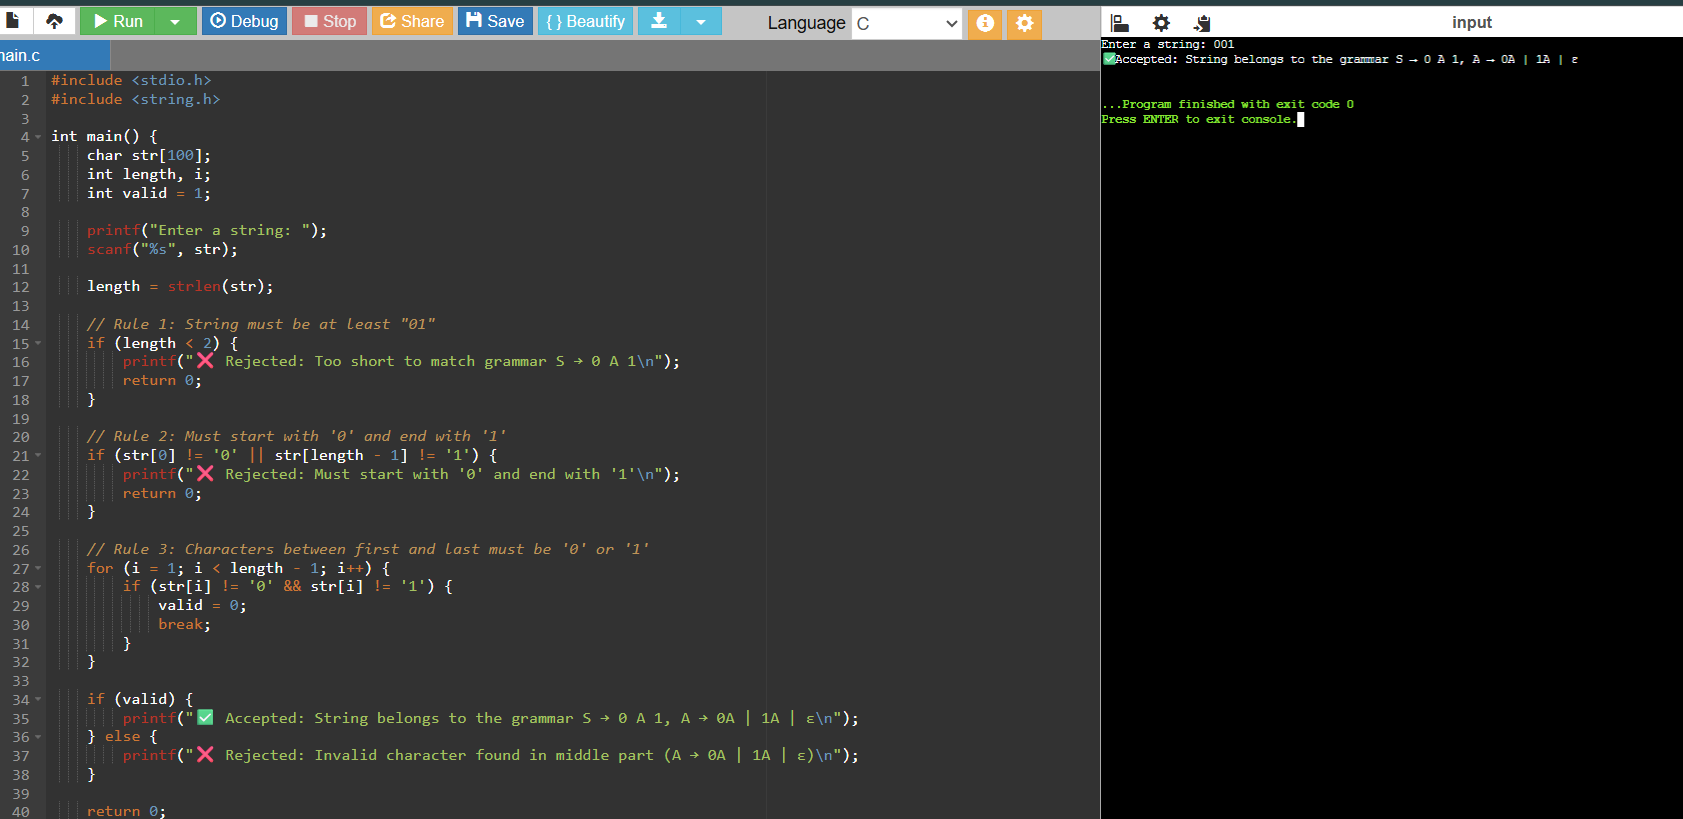 Run
Debug
Stop
Share
Save
{ } Beautify
Language C
input
main.c
1 #include <stdio.h>
2 #include <string.h>
3
4 int main() {
5 char str[100];
6 int length, i;
7 int valid = 1;
8
9 printf("Enter a string: ");
10 scanf("%s", str);
11
12 length = strlen(str);
13
14 // Rule 1: String must be at least "01"
15 if (length < 2) {
16 printf("❌ Rejected: Too short to match grammar S → 0 A 1\n");
17 return 0;
18 }
19
20 // Rule 2: Must start with '0' and end with '1'
21 if (str[0] != '0' || str[length - 1] != '1') {
22 printf("❌ Rejected: Must start with '0' and end with '1'\n");
23 return 0;
24 }
25
26 // Rule 3: Characters between first and last must be '0' or '1'
27 for (i = 1; i < length - 1; i++) {
28 if (str[i] != '0' && str[i] != '1') {
29 valid = 0;
30 break;
31 }
32 }
33
34 if (valid) {
35 printf("✅ Accepted: String belongs to the grammar S → 0 A 1, A → 0A | 1A | ε\n");
36 } else {
37 printf("❌ Rejected: Invalid character found in middle part (A → 0A | 1A | ε)\n");
38 }
39
40 return 0;
Enter a string: 001
✅Accepted: String belongs to the grammar S → 0 A 1, A → 0A | 1A | ε
...Program finished with exit code 0
Press ENTER to exit console.